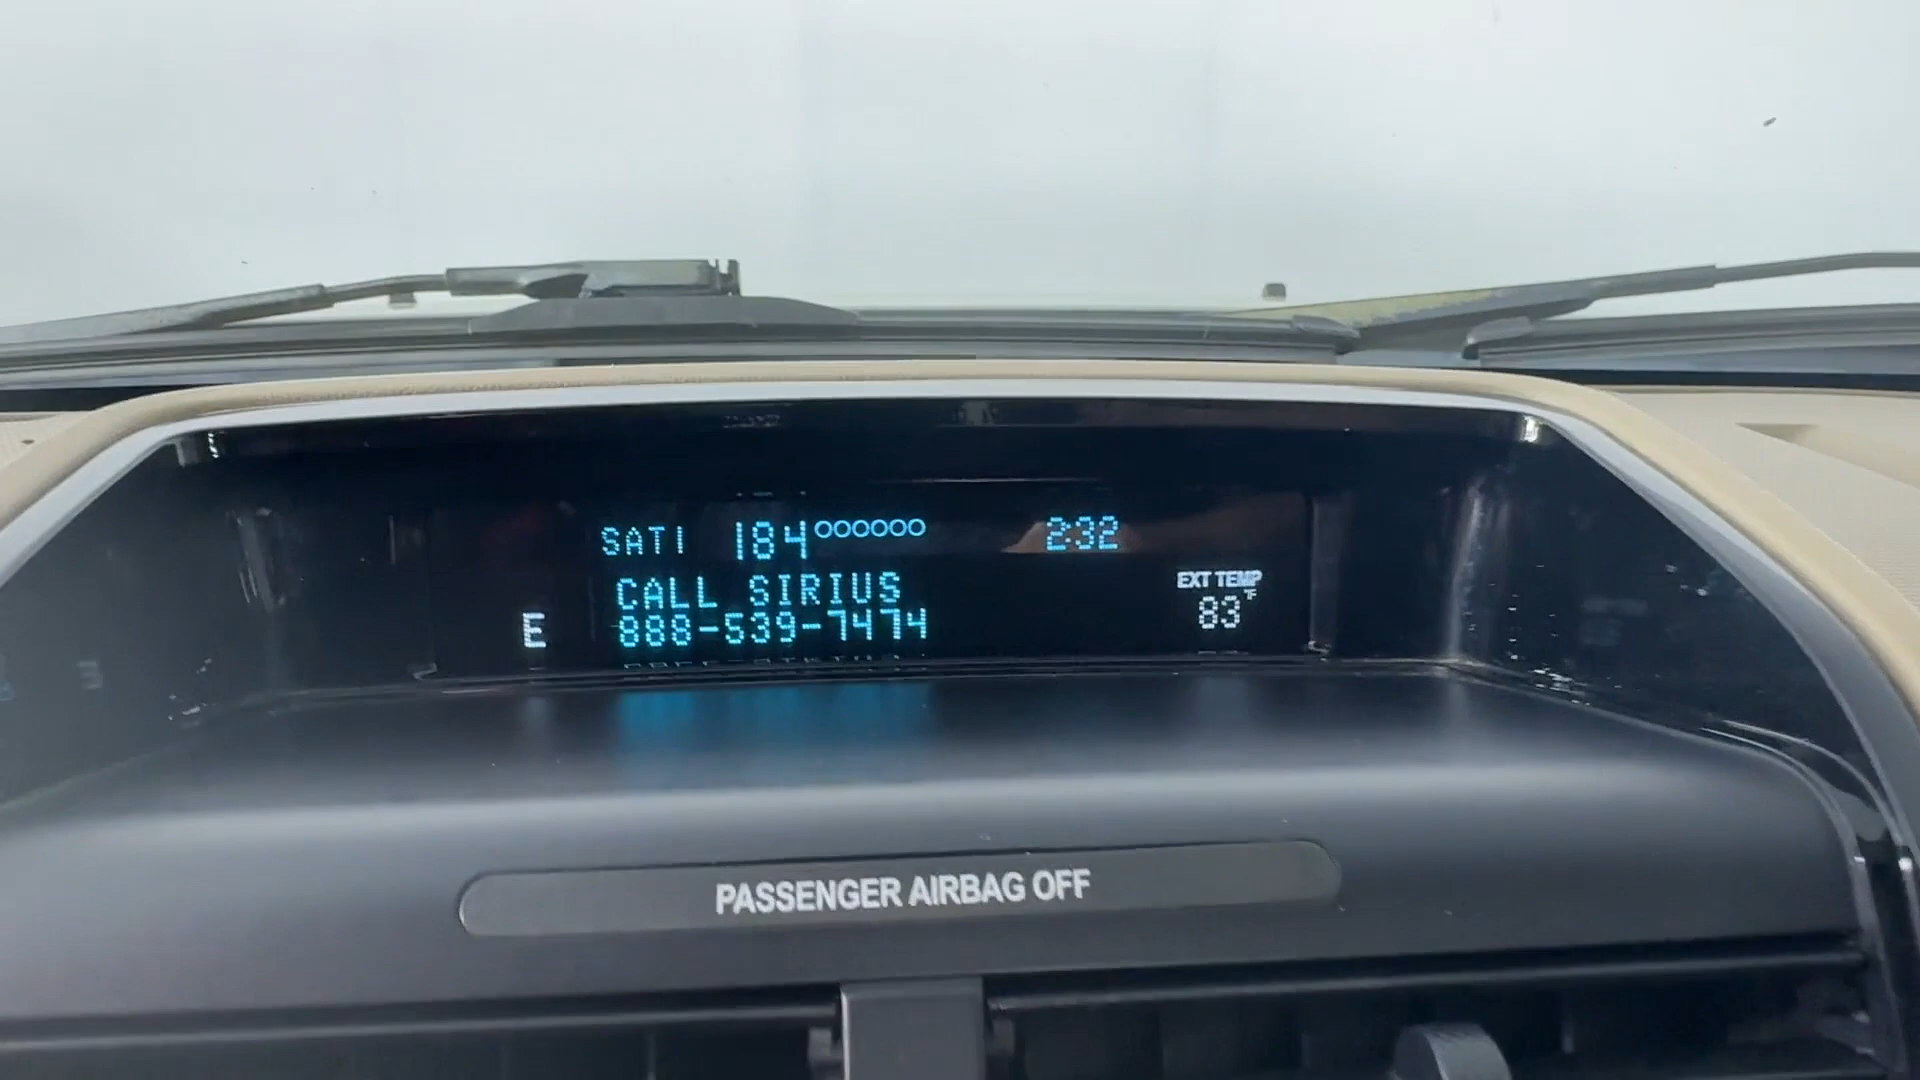 SAT1 184 2:32
CALL SIRIUS
EXT TEMP
E 888-539-7474 83°F
PASSENGER AIRBAG OFF